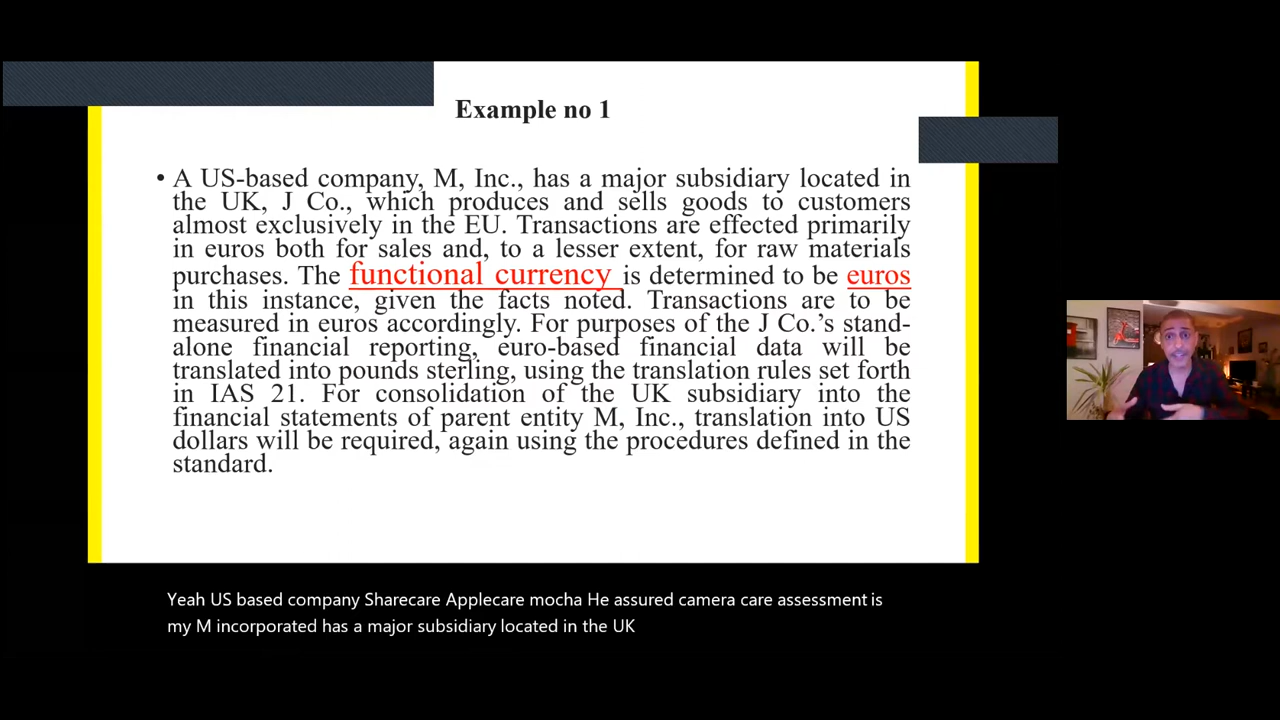 Example no 1
• A US-based company, M, Inc., has a major subsidiary located in
the UK, J Co., which produces and sells goods to customers
almost exclusively in the EU. Transactions are effected primarily
in euros both for sales and, to a lesser extent, for raw materials
purchases. The functional currency is determined to be euros
in this instance, given the facts noted. Transactions are to be
measured in euros accordingly. For purposes of the J Co.’s stand-
alone financial reporting, euro-based financial data will be
translated into pounds sterling, using the translation rules set forth
in IAS 21. For consolidation of the UK subsidiary into the
financial statements of parent entity M, Inc., translation into US
dollars will be required, again using the procedures defined in the
standard.
Yeah US based company Sharecare Applecare mocha He assured camera care assessment is
my M incorporated has a major subsidiary located in the UK